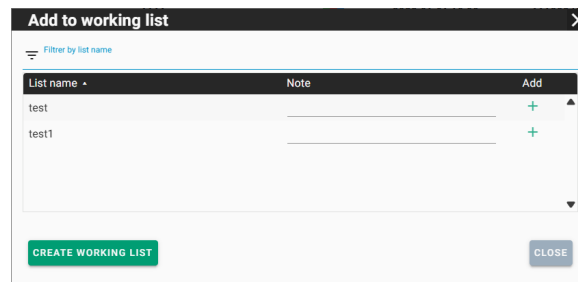 Add to working list
Filtrer by list name
List name Note Add
test
test1
CREATE WORKING LIST CLOSE